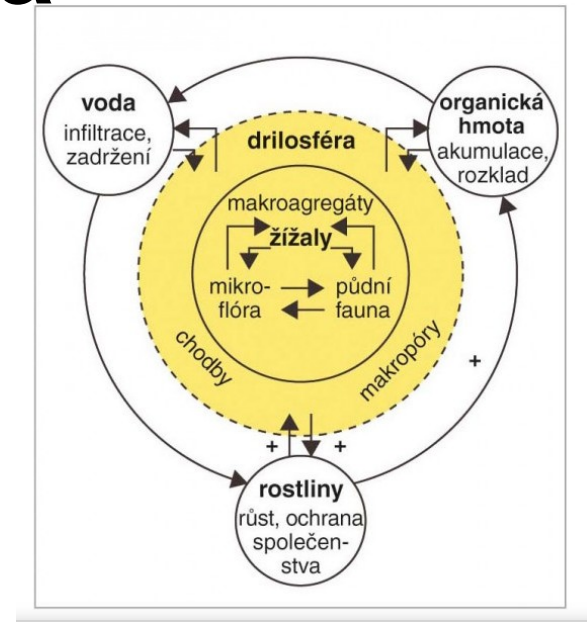 voda
infiltrace,
zadržení
organická
hmota
akumulace,
rozklad
drilosféra
makroagregáty
žížaly
mikro-
flóra
půdní
fauna
chodby
makropóry
+
+
+
rostliny
růst, ochrana
společen-
stva